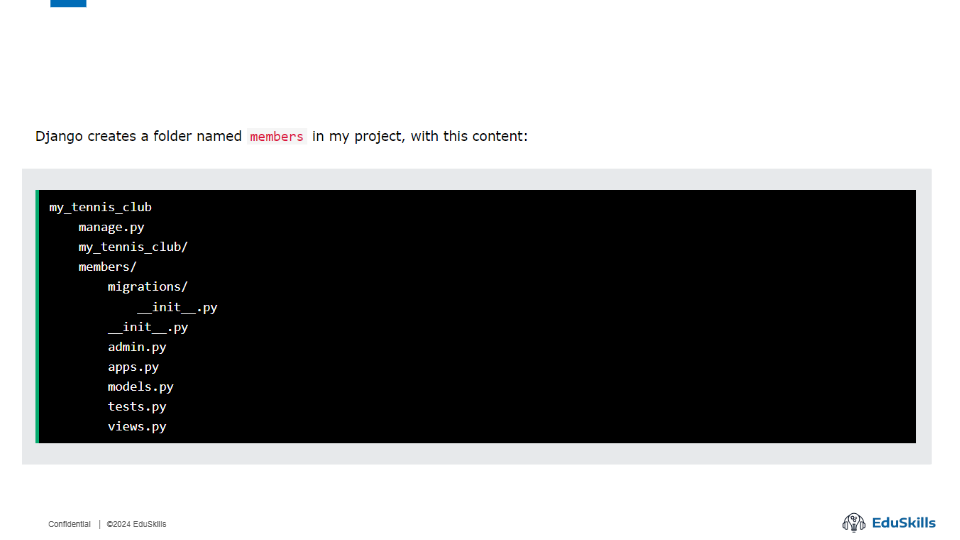 Django creates a folder named members in my project, with this content:
my_tennis_club
    manage.py
    my_tennis_club/
    members/
        migrations/
            __init__.py
        __init__.py
        admin.py
        apps.py
        models.py
        tests.py
        views.py
Confidential | ©2024 EduSkills
EduSkills